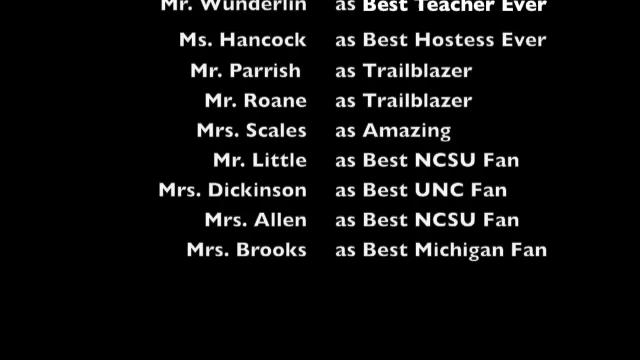 Mr. Wunderlin as Best Teacher Ever
Ms. Hancock as Best Hostess Ever
Mr. Parrish as Trailblazer
Mr. Roane as Trailblazer
Mrs. Scales as Amazing
Mr. Little as Best NCSU Fan
Mrs. Dickinson as Best UNC Fan
Mrs. Allen as Best NCSU Fan
Mrs. Brooks as Best Michigan Fan